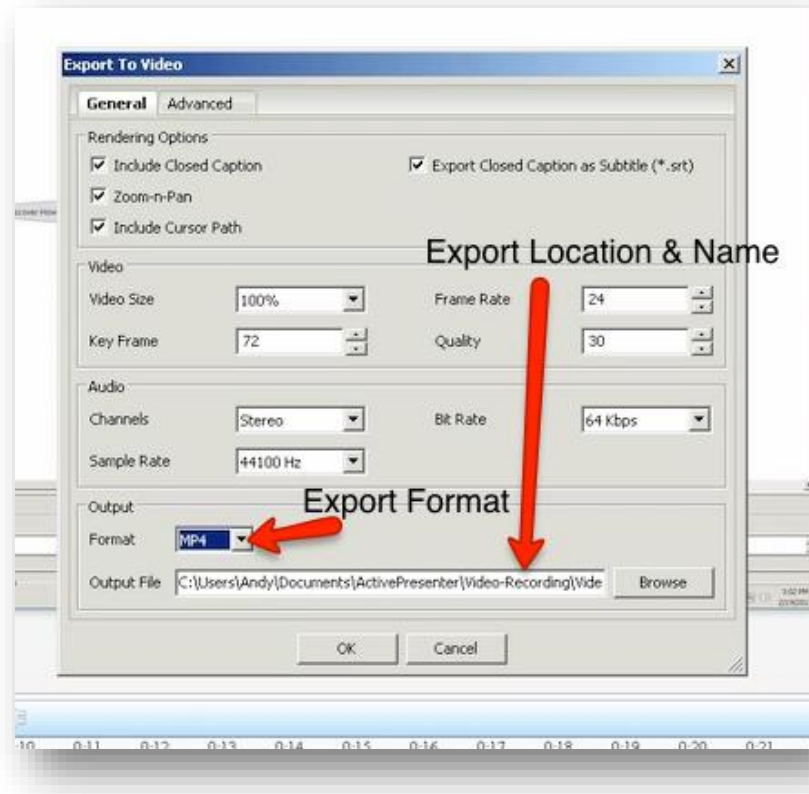 Export To Video
General Advanced
Rendering Options
Include Closed Caption Export Closed Caption as Subtitle (*.srt)
Zoom-n-Pan
Include Cursor Path
Export Location & Name
Video
Video Size 100% Frame Rate 24
Key Frame 72 Quality 30
Audio
Channels Stereo Bit Rate 64 Kbps
Sample Rate 44100 Hz
Export Format
Output
Format MP4
Output File C:\Users\Andy\Documents\ActivePresenter\Video-Recording\Vide Browse
OK Cancel
0:11 0:12 0:13 0:14 0:15 0:16 0:17 0:18 0:19 0:20 0:21